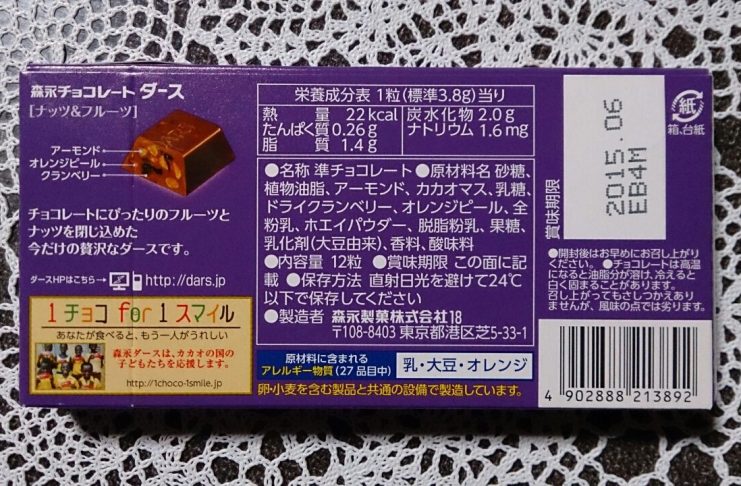 森永チョコレート ダース
[ナッツ&フルーツ]
アーモンド
オレンジピール
クランベリー
チョコレートにぴったりのフルーツと
ナッツを閉じ込めた
今だけの贅沢なダースです。
ダースHPはこちら→ http://dars.jp
1チョコ for 1スマイル
あなたが食べると、もう一人がうれしい
森永ダースは、カカオの国の
子どもたちを応援します。
http://1choco-1smile.jp/
栄養成分表 1粒(標準3.8g)当り
熱量 22kcal 炭水化物 2.0g
たんぱく質 0.26g ナトリウム 1.6mg
脂質 1.4g
●名称 準チョコレート ●原材料名 砂糖、
植物油脂、アーモンド、カカオマス、乳糖、
ドライクランベリー、オレンジピール、全
粉乳、ホエイパウダー、脱脂粉乳、果糖、
乳化剤(大豆由来)、香料、酸味料
●内容量 12粒 ●賞味期限 この面に記
載 ●保存方法 直射日光を避けて24℃
以下で保存してください
●製造者 森永製菓株式会社18
〒108-8403 東京都港区芝5-33-1
原材料に含まれる
アレルギー物質(27品目中)
乳・大豆・オレンジ
卵・小麦を含む製品と共通の設備で製造しています。
賞味期限
2015.06
EB4M
紙
箱、台紙
●開封後はお早めにお召し上がり
ください。 ●チョコレートは高温
になると油脂分が溶け、冷えると
白く固まることがあります。
召し上がってもさしつかえありま
せんが、風味の点では劣ります。
4 902888 213892